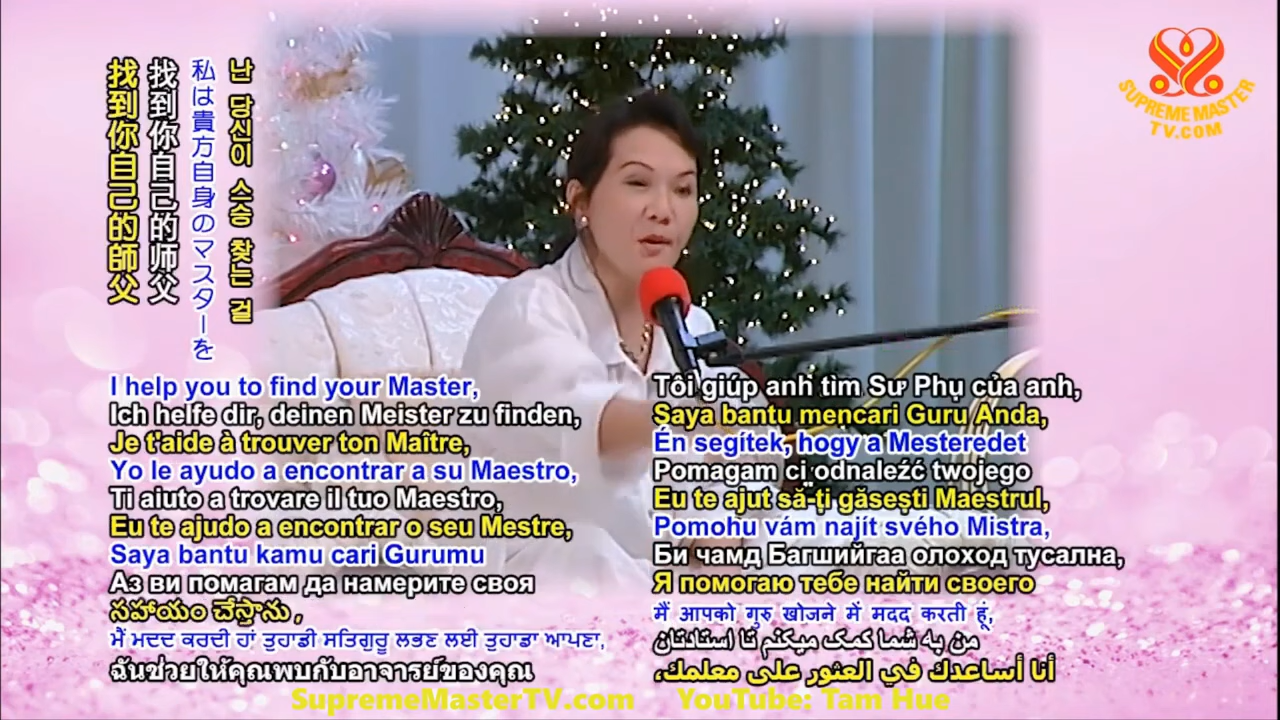 找到你自己的師父
找到你自己的师父
私は貴方自身のマスターを
난 당신이 스승 찾는 걸
SUPREME MASTER
TV.COM
I help you to find your Master,
Ich helfe dir, deinen Meister zu finden,
Je t'aide à trouver ton Maître,
Yo le ayudo a encontrar a su Maestro,
Ti aiuto a trovare il tuo Maestro,
Eu te ajudo a encontrar o seu Mestre,
Saya bantu kamu cari Gurumu
Аз ви помагам да намерите своя
సహాయం చేస్తాను,
ਮੈਂ ਮਦਦ ਕਰਦੀ ਹਾਂ ਤੁਹਾਡੀ ਸਤਿਗੁਰੂ ਲਭਣ ਲਈ ਤੁਹਾਡਾ ਆਪਣਾ,
ฉันช่วยให้คุณพบกับอาจารย์ของคุณ
Tôi giúp anh tìm Sư Phụ của anh,
Saya bantu mencari Guru Anda,
Én segítek, hogy a Mesteredet
Pomagam ci odnaleźć twojego
Eu te ajut să-ți găsești Maestrul,
Pomohu vám najít svého Mistra,
Би чамд Багшийгаа олоход тусална,
Я помогаю тебе найти своего
मैं आपको गुरु खोजने में मदद करती हूं,
من به شما کمک میکنم تا استادتان
أنا أساعدك في العثور على معلمك،
SupremeMasterTV.com YouTube: Tam Hue